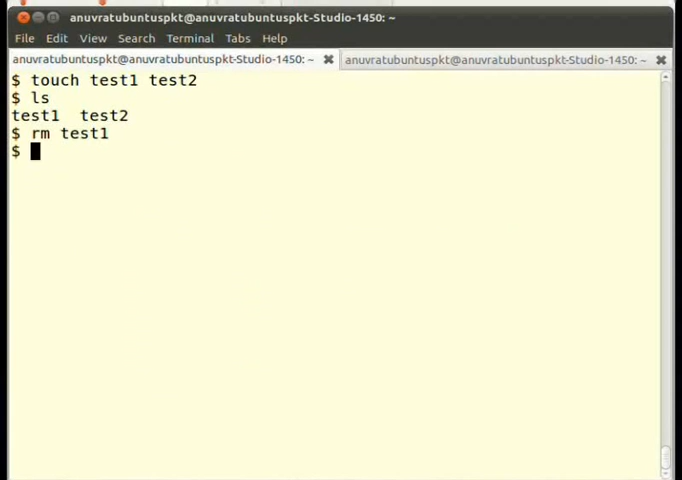 anuvratubuntuspkt@anuvratubuntuspkt-Studio-1450: ~
File Edit View Search Terminal Tabs Help
anuvratubuntuspkt@anuvratubuntuspkt-Studio-1450: ~ anuvratubuntuspkt@anuvratubuntuspkt-Studio-1450: ~
$ touch test1 test2
$ ls
test1  test2
$ rm test1
$